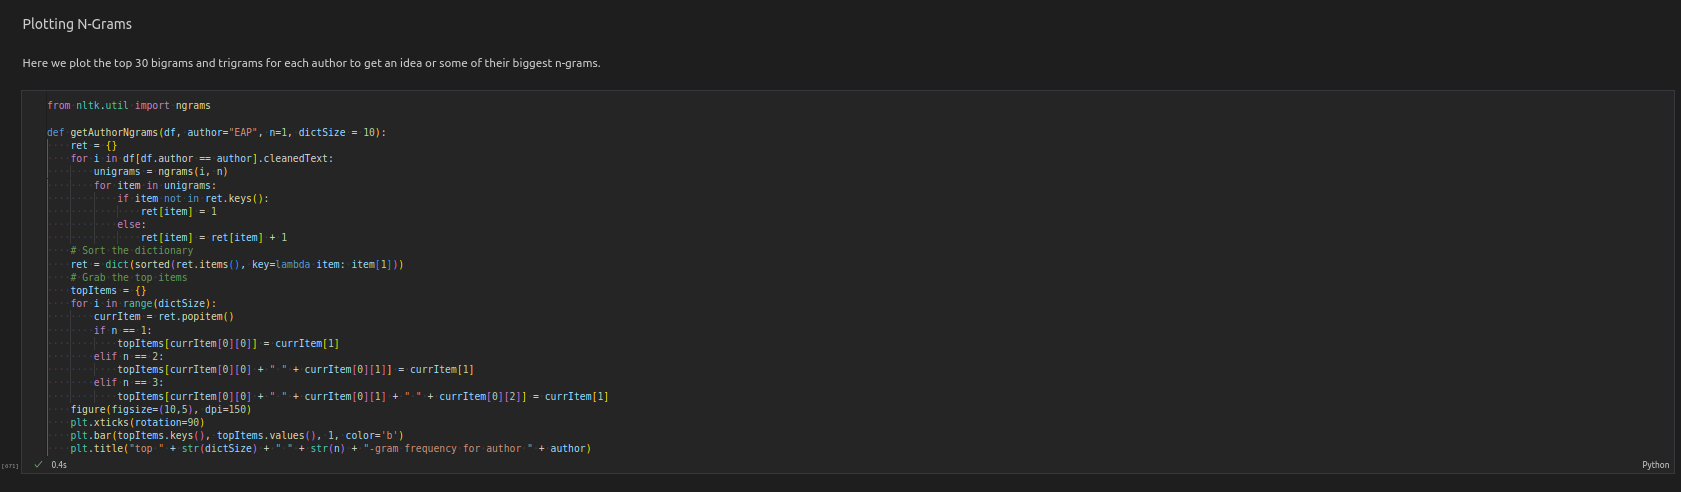 Plotting N-Grams
Here we plot the top 30 bigrams and trigrams for each author to get an idea or some of their biggest n-grams.
from nltk.util import ngrams
def getAuthorNgrams(df, author="EAP", n=1, dictSize = 10):
    ret = {}
    for i in df[df.author == author].cleanedText:
        unigrams = ngrams(i, n)
        for item in unigrams:
            if item not in ret.keys():
                ret[item] = 1
            else:
                ret[item] = ret[item] + 1
    # Sort the dictionary
    ret = dict(sorted(ret.items(), key=lambda item: item[1]))
    # Grab the top items
    topItems = {}
    for i in range(dictSize):
        currItem = ret.popitem()
        if n == 1:
            topItems[currItem[0][0]] = currItem[1]
        elif n == 2:
            topItems[currItem[0][0] + " " + currItem[0][1]] = currItem[1]
        elif n == 3:
            topItems[currItem[0][0] + " " + currItem[0][1] + " " + currItem[0][2]] = currItem[1]
    figure(figsize=(10,5), dpi=150)
    plt.xticks(rotation=90)
    plt.bar(topItems.keys(), topItems.values(), 1, color='b')
    plt.title("top " + str(dictSize) + " " + str(n) + "-gram frequency for author " + author)
[671]
✓ 0.4s
Python